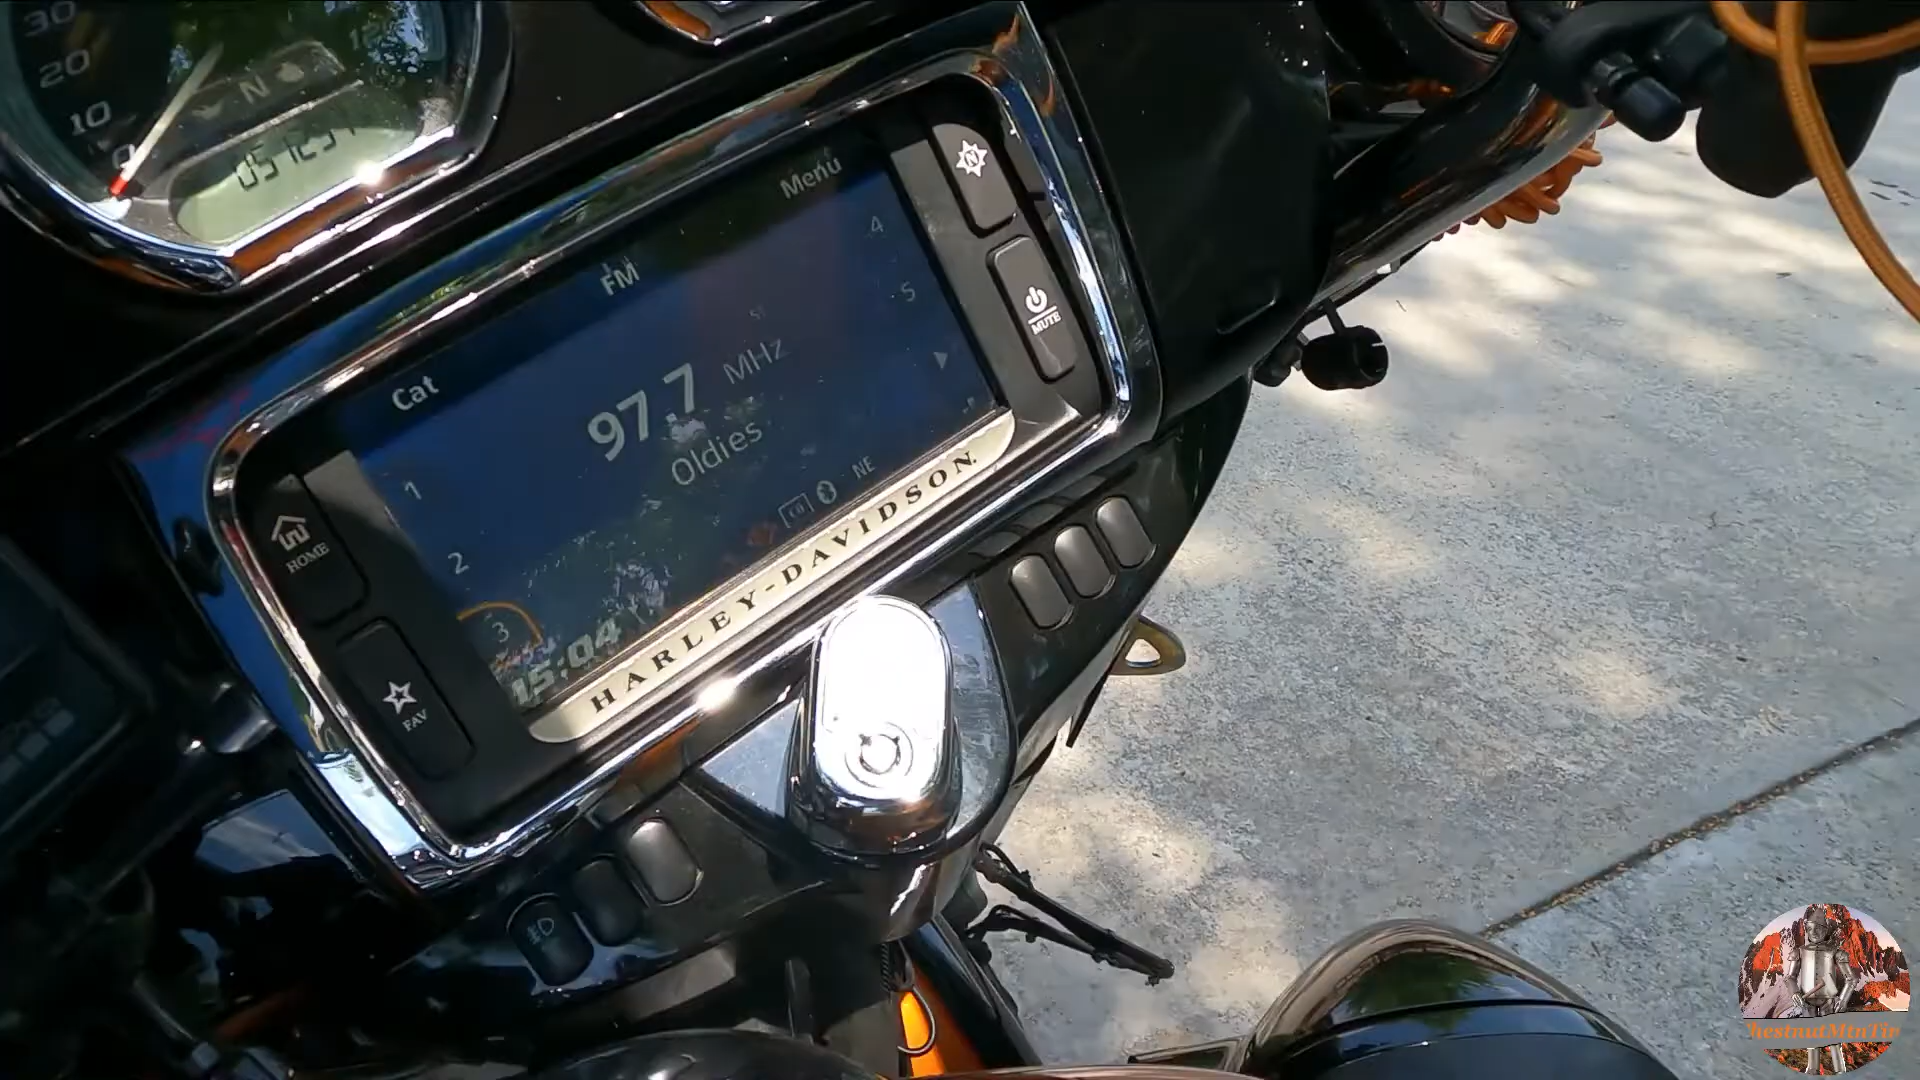 30
20
10
0
N
Menu
FM
4
5
Cat
97.7 MHz
Oldies
1
2
3
NE
15:04
HARLEY-DAVIDSON
N
MUTE
HOME
FAV